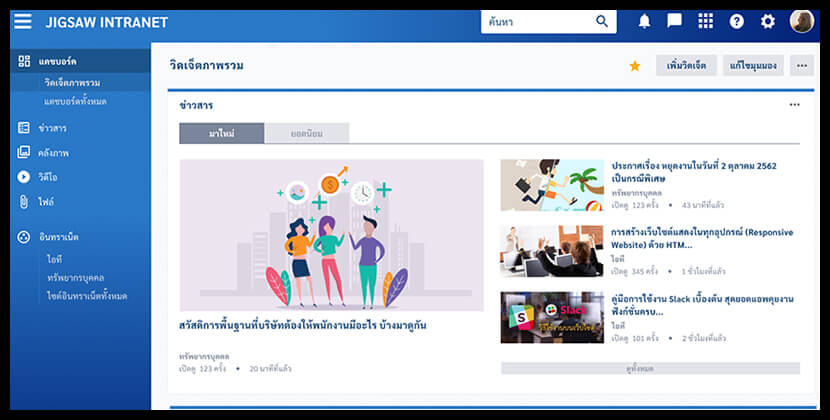 JIGSAW INTRANET
ค้นหา
แดชบอร์ด
วิดเจ็ตภาพรวม
แดชบอร์ดทั้งหมด
ข่าวสาร
คลังภาพ
วิดีโอ
ไฟล์
อินทราเน็ต
ไอที
ทรัพยากรบุคคล
ไซต์อินทราเน็ตทั้งหมด
วิดเจ็ตภาพรวม
เพิ่มวิดเจ็ต
แก้ไขมุมมอง
ข่าวสาร
มาใหม่
ยอดนิยม
สวัสดิการพื้นฐานที่บริษัทต้องให้พนักงานมีอะไร บ้างมาดูกัน
ทรัพยากรบุคคล
เปิดดู 123 ครั้ง • 20 นาทีที่แล้ว
ประกาศเรื่อง หยุดงานในวันที่ 2 ตุลาคม 2562
เป็นกรณีพิเศษ
ทรัพยากรบุคคล
เปิดดู 123 ครั้ง • 43 นาทีที่แล้ว
การสร้างเว็บไซต์แสดงในทุกอุปกรณ์ (Responsive
Website) ด้วย HTM...
ไอที
เปิดดู 345 ครั้ง • 1 ชั่วโมงที่แล้ว
Slack
วิธีใช้งานบนเว็บไซต์
คู่มือการใช้งาน Slack เบื้องต้น สุดยอดแอพคุยงาน
ฟังก์ชั่นครบ...
ไอที
เปิดดู 101 ครั้ง • 2 ชั่วโมงที่แล้ว
ดูทั้งหมด